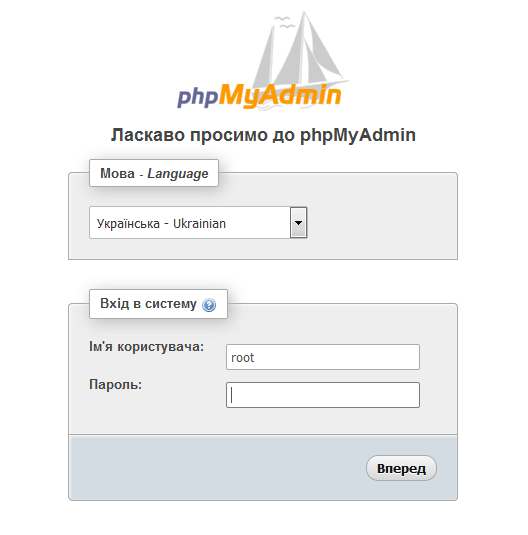 phpMyAdmin
Ласкаво просимо до phpMyAdmin
Мова - Language
Українська - Ukrainian
Вхід в систему
Ім'я користувача:
root
Пароль:
Вперед